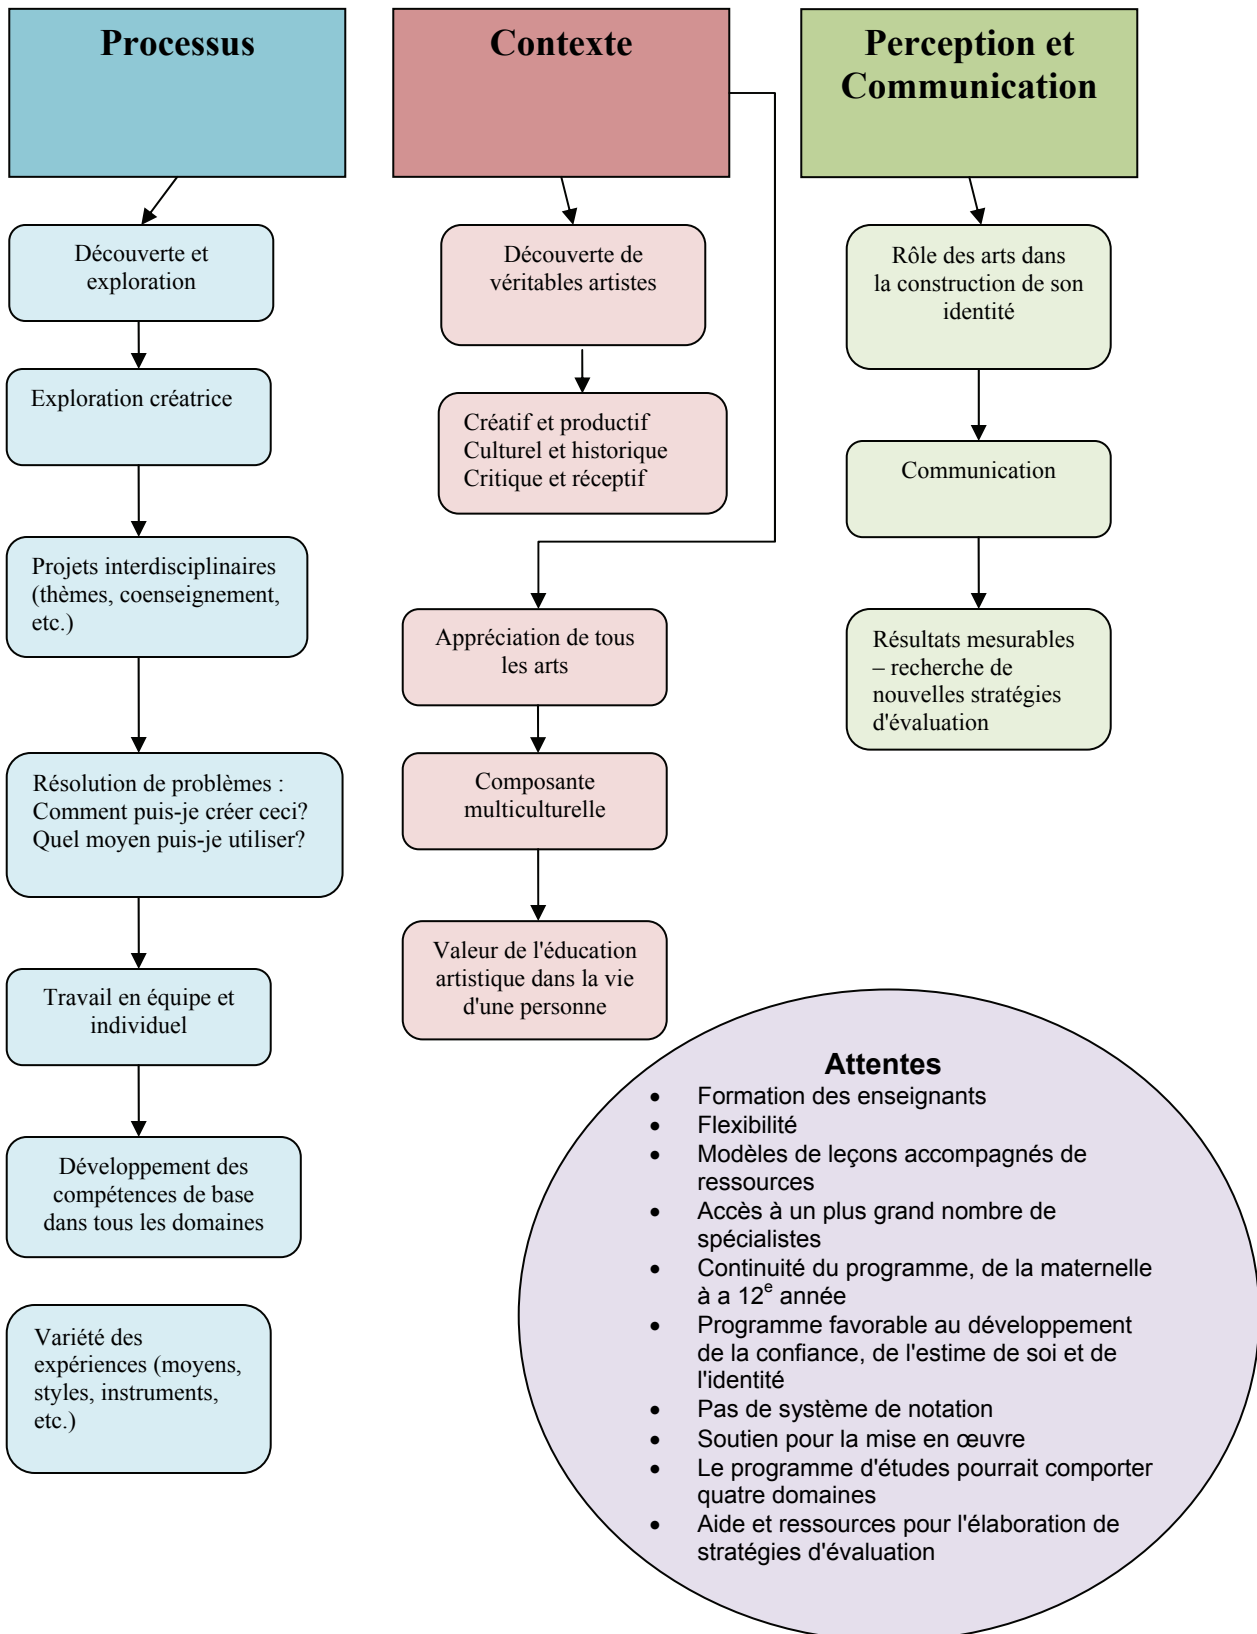 Processus
Découverte et
exploration
Exploration créatrice
Projets interdisciplinaires
(thèmes, coenseignement,
etc.)
Résolution de problèmes :
Comment puis-je créer ceci?
Quel moyen puis-je utiliser?
Travail en équipe et
individuel
Développement des
compétences de base
dans tous les domaines
Variété des
expériences (moyens,
styles, instruments,
etc.)
Contexte
Découverte de
véritables artistes
Créatif et productif
Culturel et historique
Critique et réceptif
Appréciation de tous
les arts
Composante
multiculturelle
Valeur de l'éducation
artistique dans la vie
d'une personne
Perception et
Communication
Rôle des arts dans
la construction de son
identité
Communication
Résultats mesurables
– recherche de
nouvelles stratégies
d'évaluation
Attentes
• Formation des enseignants
• Flexibilité
• Modèles de leçons accompagnés de
ressources
• Accès à un plus grand nombre de
spécialistes
• Continuité du programme, de la maternelle
à a 12e année
• Programme favorable au développement
de la confiance, de l'estime de soi et de
l'identité
• Pas de système de notation
• Soutien pour la mise en œuvre
• Le programme d'études pourrait comporter
quatre domaines
• Aide et ressources pour l'élaboration de
stratégies d'évaluation